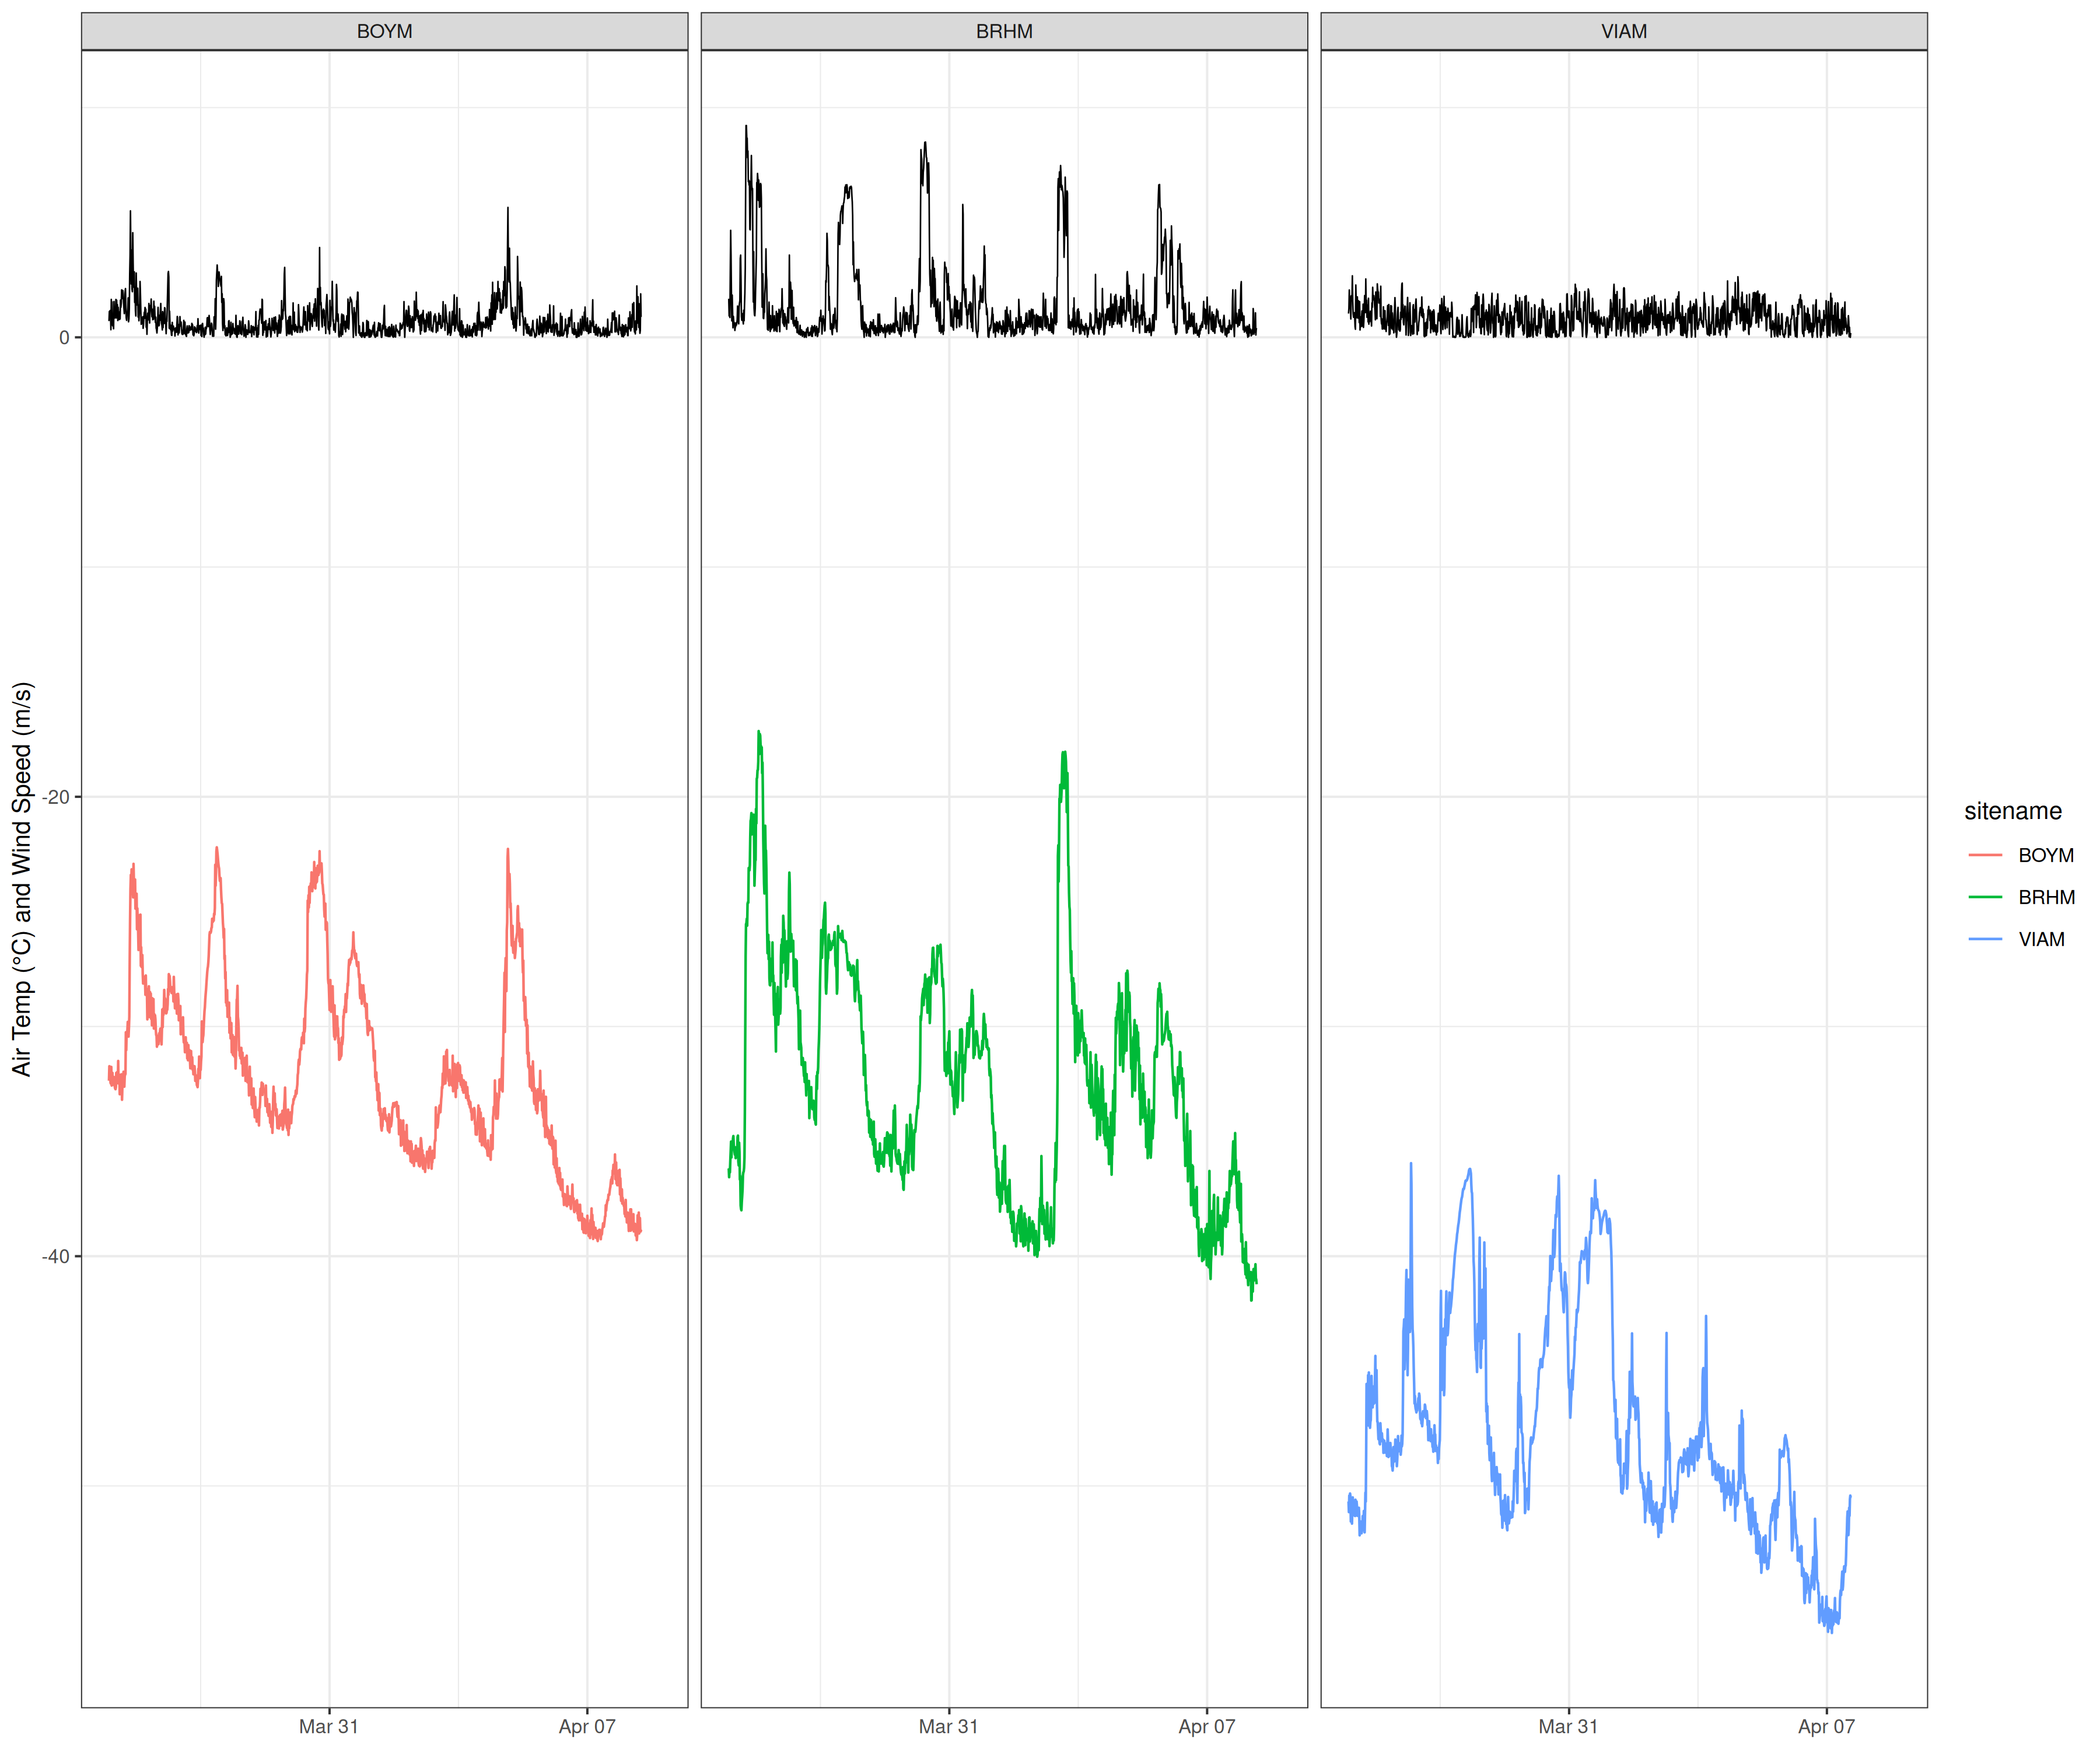 BOYM
BRHM
VIAM
0
-20
-40
Air Temp (°C) and Wind Speed (m/s)
Mar 31
Apr 07
Mar 31
Apr 07
Mar 31
Apr 07
sitename
BOYM
BRHM
VIAM